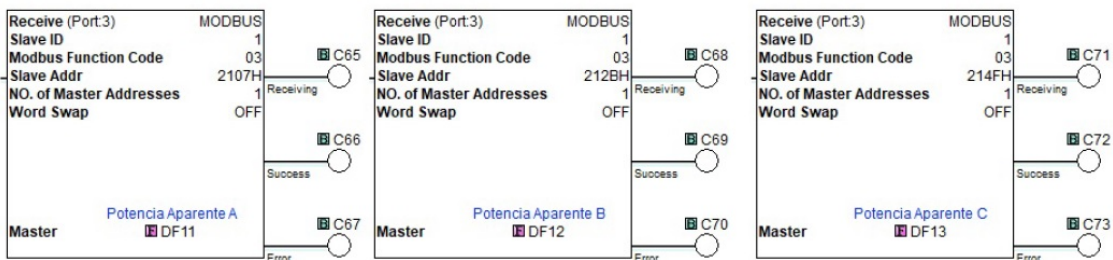 Receive (Port:3) MODBUS
Slave ID 1
Modbus Function Code 03
Slave Addr 2107H
NO. of Master Addresses 1
Word Swap OFF
Potencia Aparente A
Master F DF11
B C65
Receiving
B C66
Success
B C67
Error
Receive (Port:3) MODBUS
Slave ID 1
Modbus Function Code 03
Slave Addr 212BH
NO. of Master Addresses 1
Word Swap OFF
Potencia Aparente B
Master F DF12
B C68
Receiving
B C69
Success
B C70
Error
Receive (Port:3) MODBUS
Slave ID 1
Modbus Function Code 03
Slave Addr 214FH
NO. of Master Addresses 1
Word Swap OFF
Potencia Aparente C
Master F DF13
B C71
Receiving
B C72
Success
B C73
Error